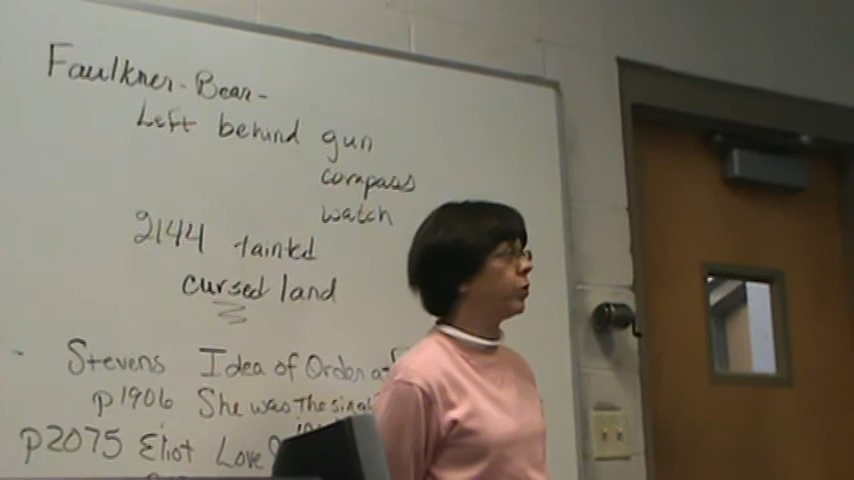 Faulkner - Bear -
Left behind gun
compass
watch
2144 tainted
cursed land
Stevens Idea of Order at
p1906 She was the single
p2075 Eliot Love